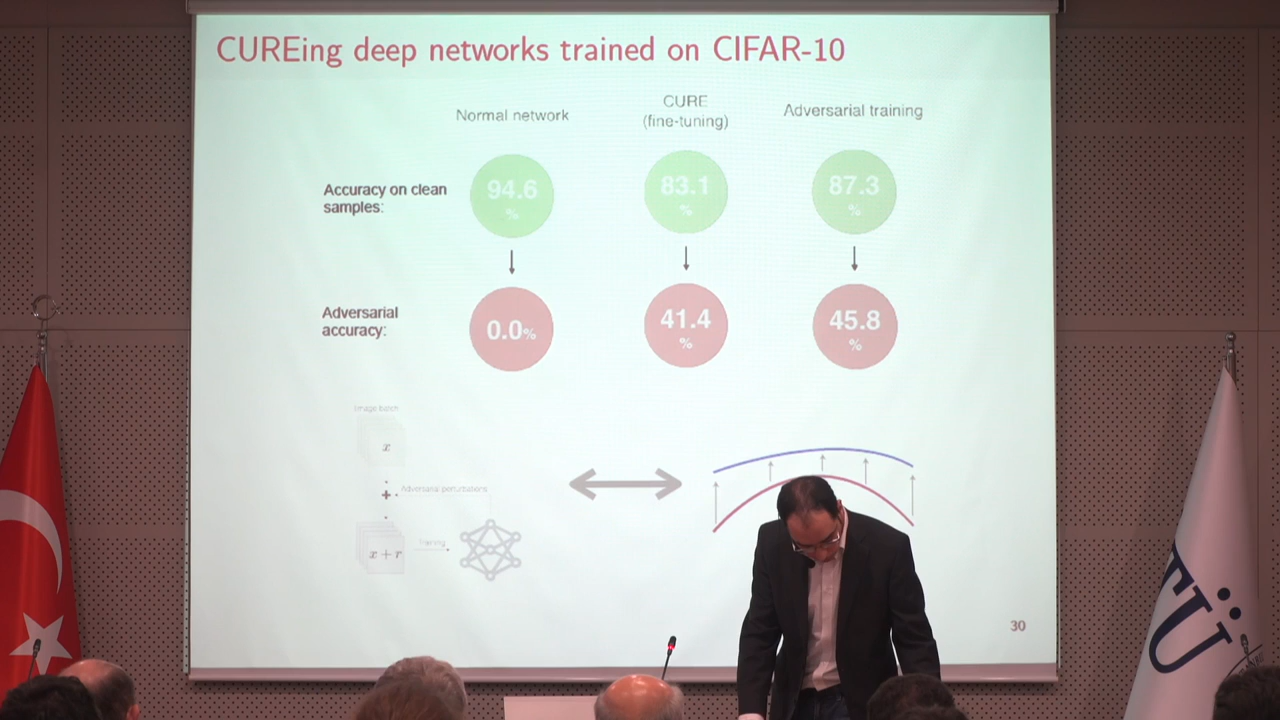 CUREing deep networks trained on CIFAR-10
Normal network
CURE
(fine-tuning)
Adversarial training
Accuracy on clean
samples:
94.6
%
83.1
%
87.3
%
Adversarial
accuracy:
0.0%
41.4
%
45.8
%
Image batch
x
+
Adversarial perturbations
x + r
Training
30
TÜ